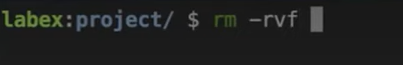 labex:project/ $ rm -rvf